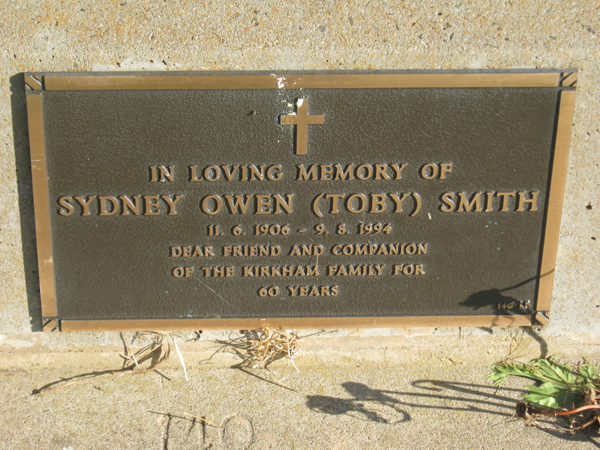 IN LOVING MEMORY OF
SYDNEY OWEN (TOBY) SMITH
11. 6. 1906 – 9. 8. 1994
DEAR FRIEND AND COMPANION
OF THE KIRKHAM FAMILY FOR
60 YEARS
140